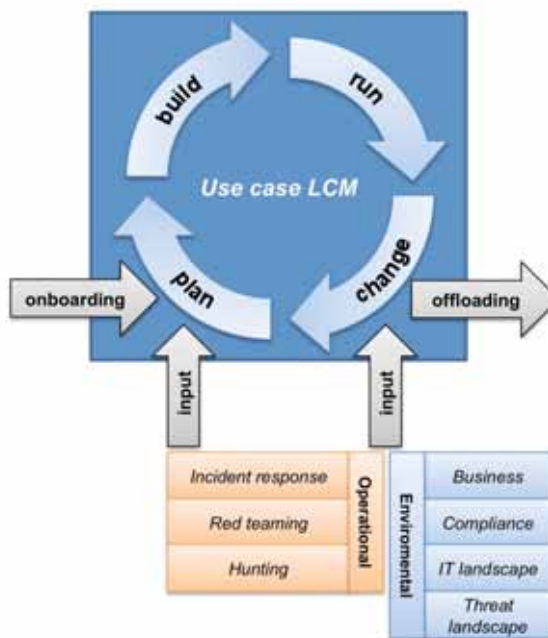 build
run
Use case LCM
plan
change
onboarding
offloading
input
input
Incident response
Red teaming
Hunting
Operational
Enviromental
Business
Compliance
IT landscape
Threat
landscape